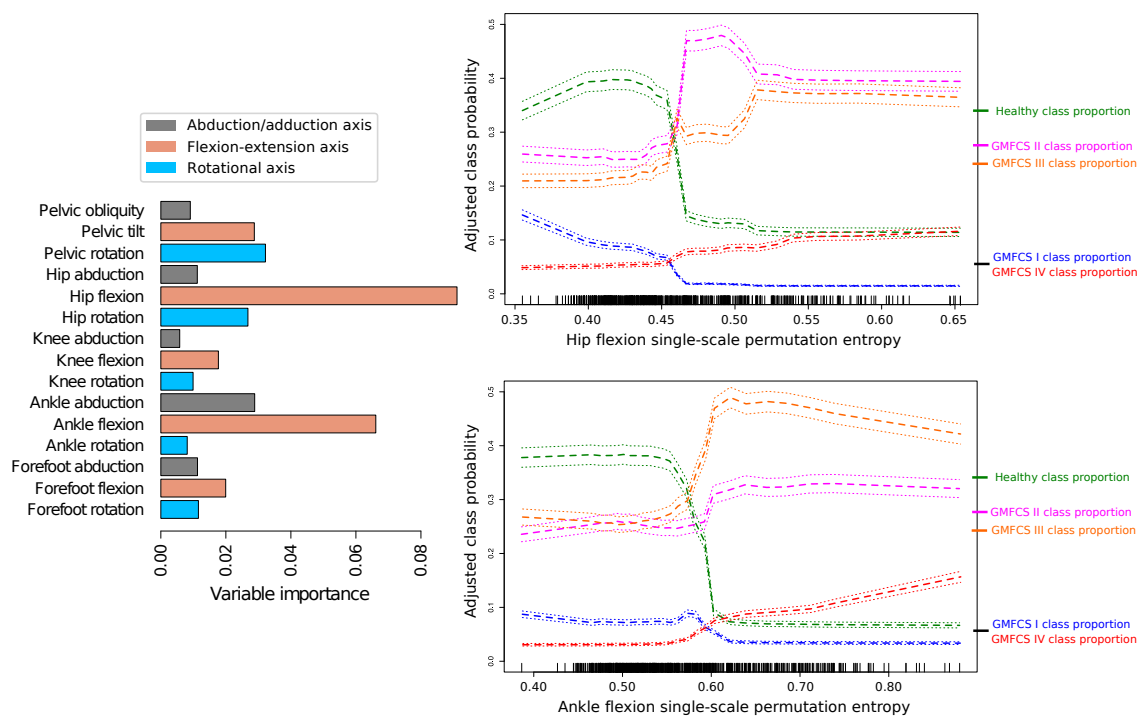 Abduction/adduction axis
Flexion-extension axis
Rotational axis
Pelvic obliquity
Pelvic tilt
Pelvic rotation
Hip abduction
Hip flexion
Hip rotation
Knee abduction
Knee flexion
Knee rotation
Ankle abduction
Ankle flexion
Ankle rotation
Forefoot abduction
Forefoot flexion
Forefoot rotation
0.00 0.02 0.04 0.06 0.08
Variable importance
Adjusted class probability
0.5
0.4
0.3
0.2
0.1
0.0
0.35 0.40 0.45 0.50 0.55 0.60 0.65
Hip flexion single-scale permutation entropy
Healthy class proportion
GMFCS II class proportion
GMFCS III class proportion
GMFCS I class proportion
GMFCS IV class proportion
Adjusted class probability
0.5
0.4
0.3
0.2
0.1
0.0
0.40 0.50 0.60 0.70 0.80
Ankle flexion single-scale permutation entropy
Healthy class proportion
GMFCS II class proportion
GMFCS III class proportion
GMFCS I class proportion
GMFCS IV class proportion